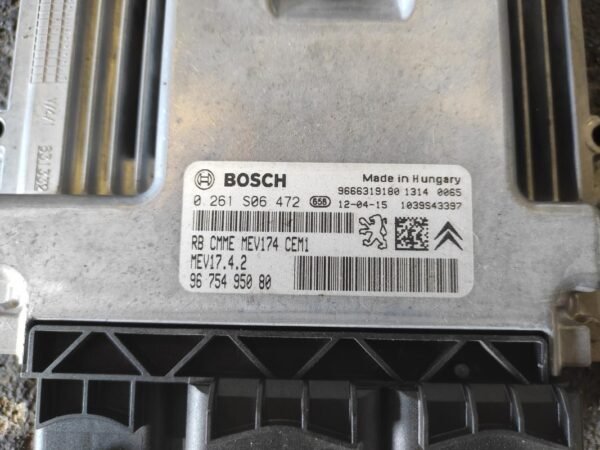 BOSCH
Made in Hungary
9666319180 1314 0065
0 261 S06 472 658 12-04-15 1039S43397
RB CMME MEV174 CEM1
MEV17.4.2
96 754 950 80